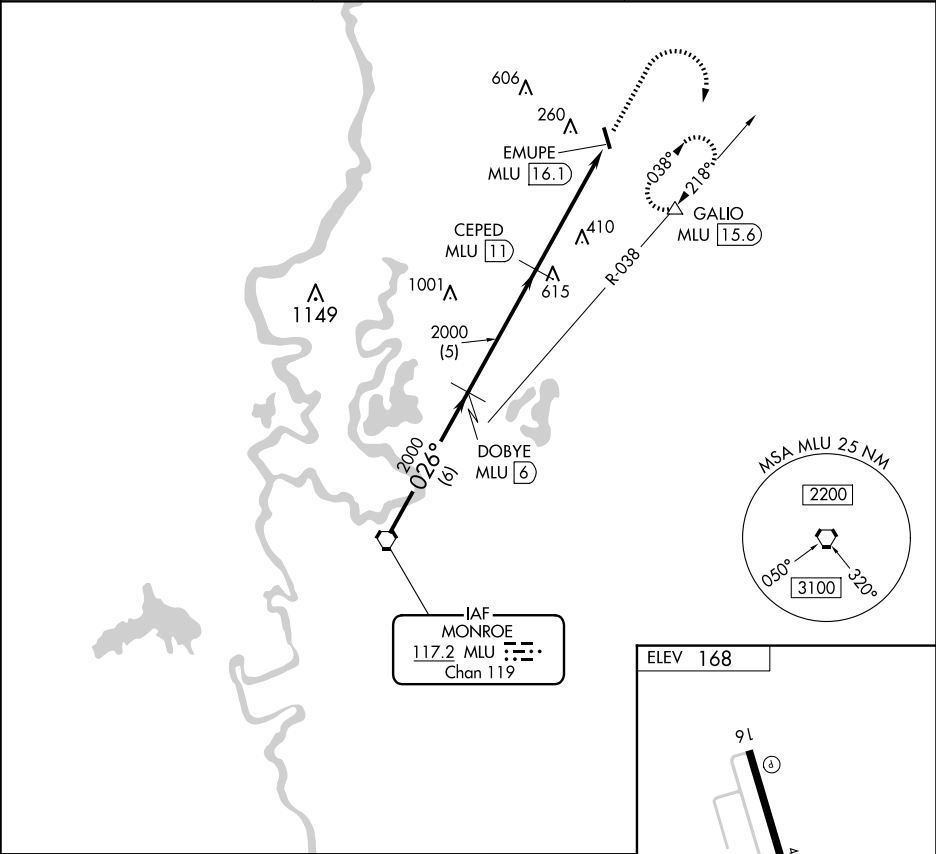 606
260
EMUPE
MLU 16.1
038°
218°
GALIO
MLU 15.6
CEPED
MLU 11
410
R-038
615
1001
1149
2000
(5)
DOBYE
MLU 6
2000
026°
(6)
MSA MLU 25 NM
2200
050°
320°
3100
IAF
MONROE
117.2 MLU
Chan 119
ELEV 168
16
P
A